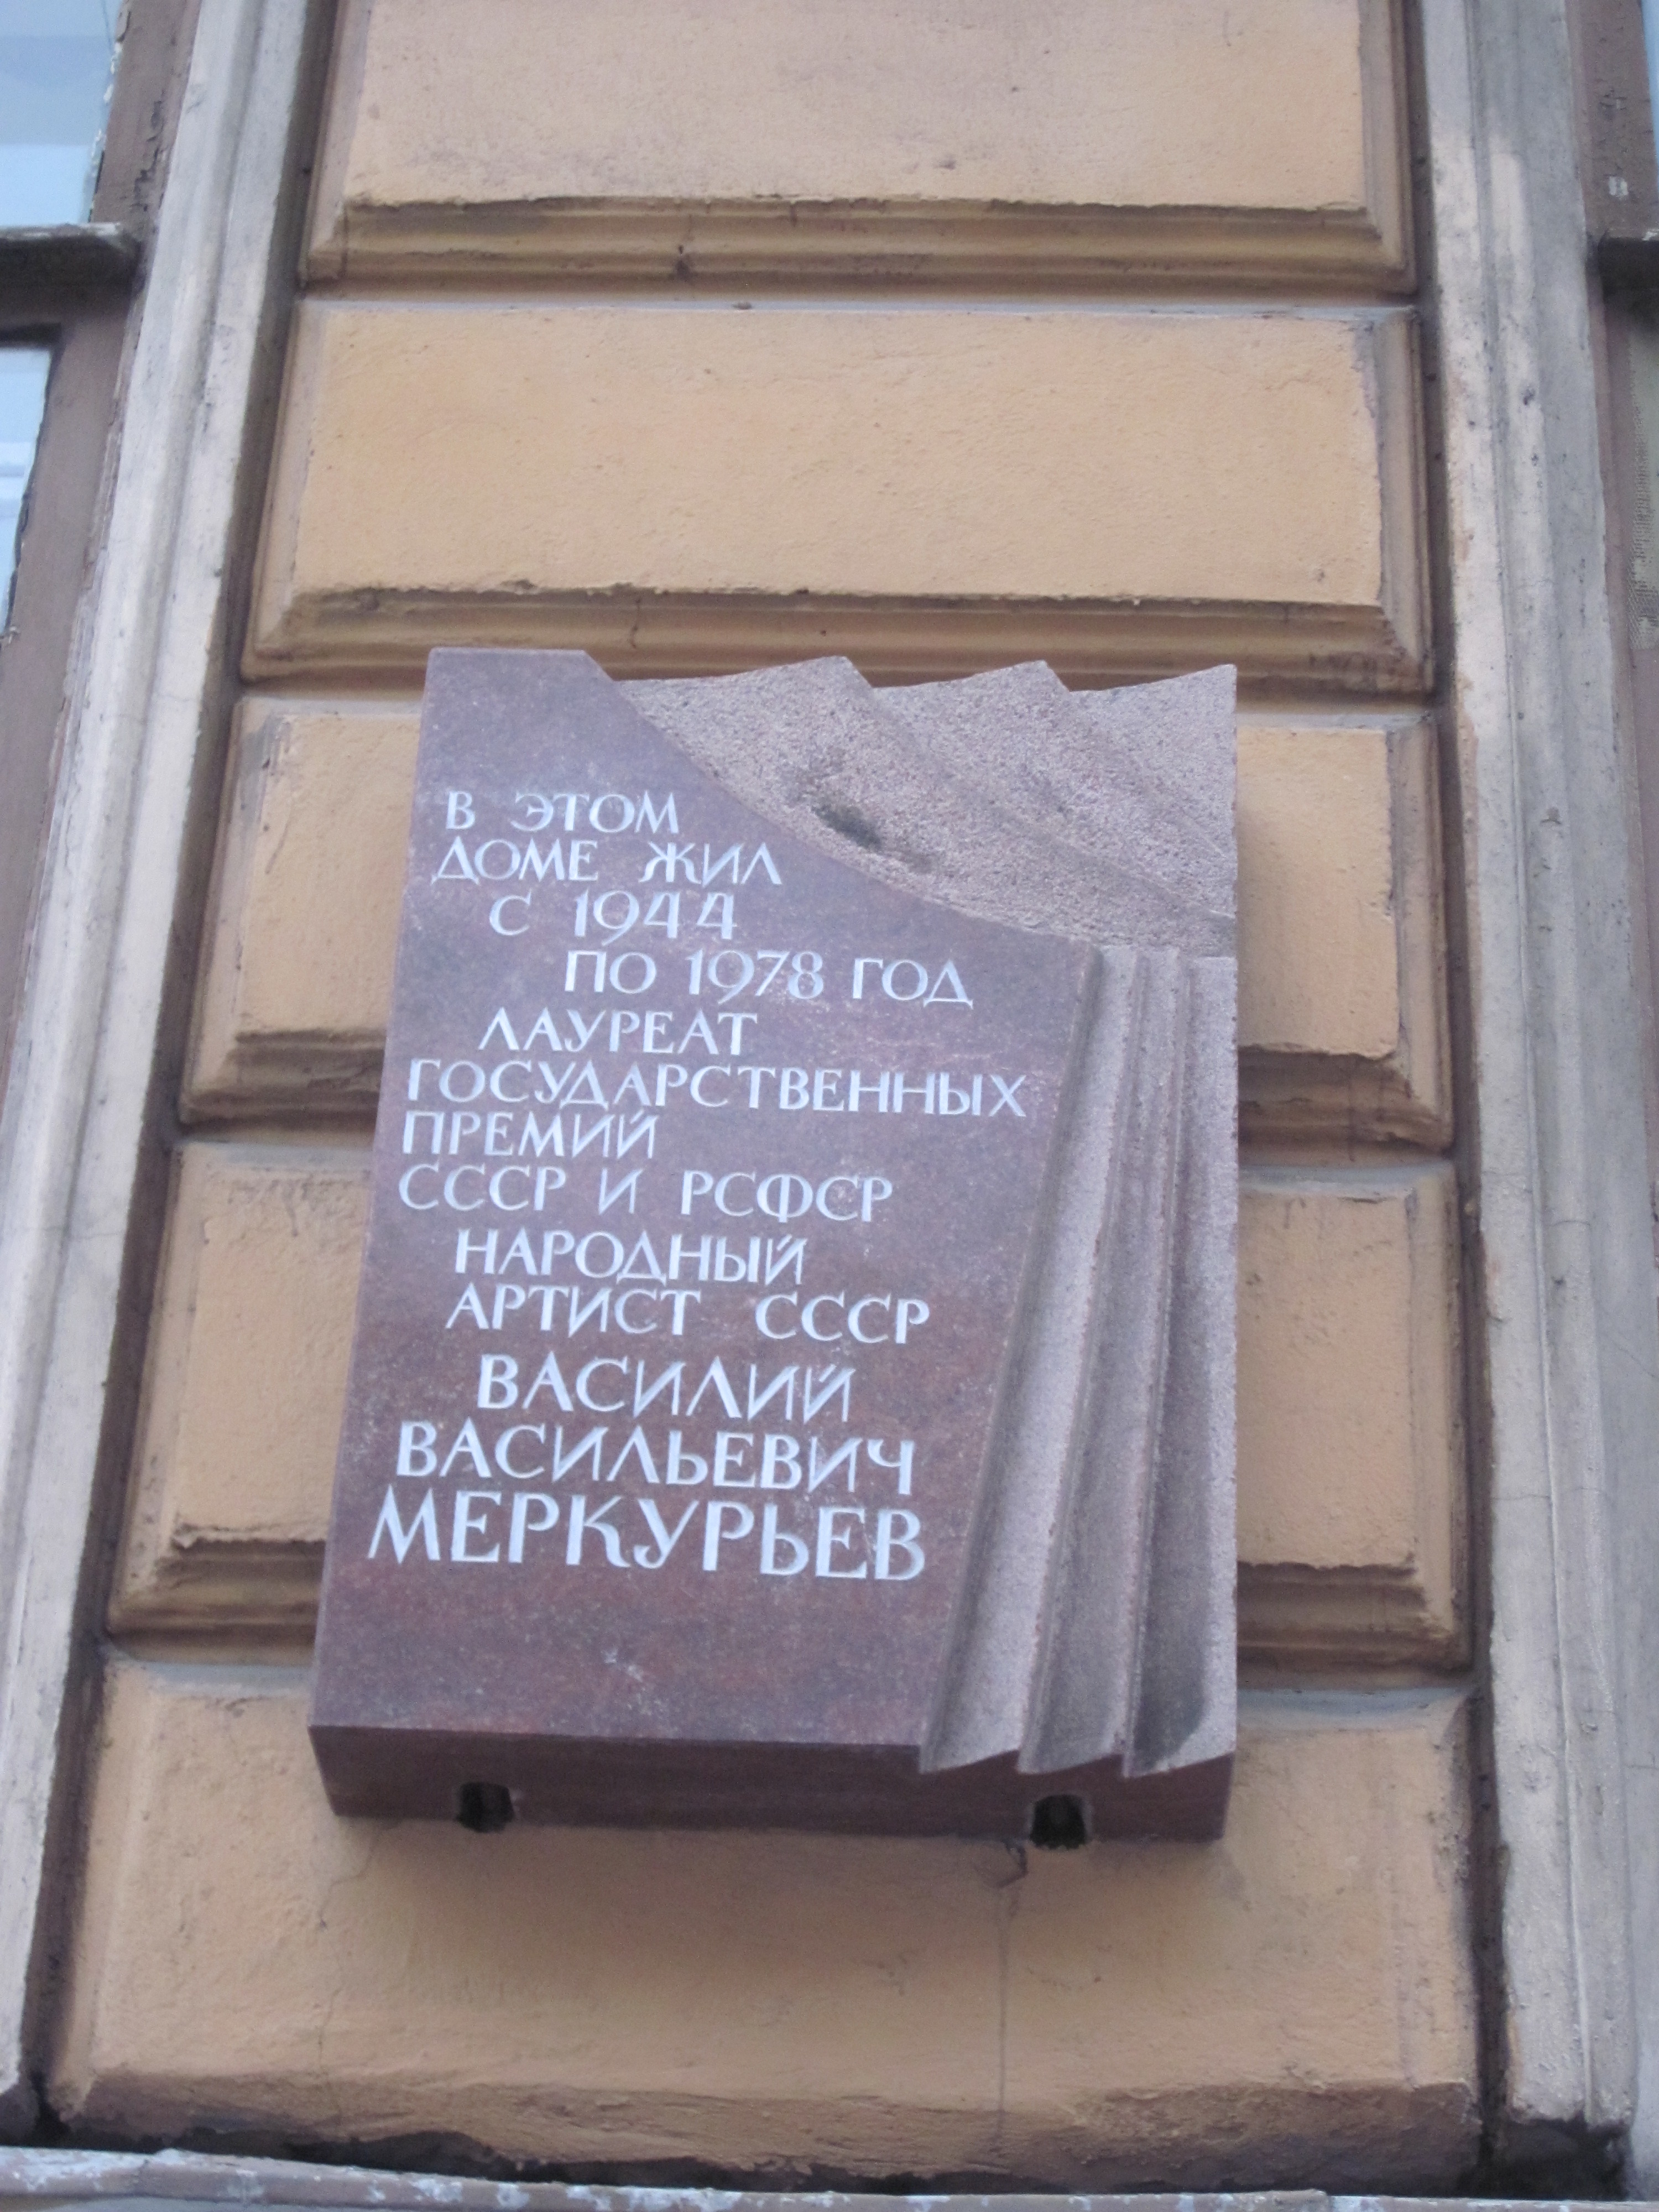 В ЭТОМ
ДОМЕ ЖИЛ
С 1944
ПО 1978 ГОД
ЛАУРЕАТ
ГОСУДАРСТВЕННЫХ
ПРЕМИЙ
СССР И РСФСР
НАРОДНЫЙ
АРТИСТ СССР
ВАСИЛИЙ
ВАСИЛЬЕВИЧ
МЕРКУРЬЕВ